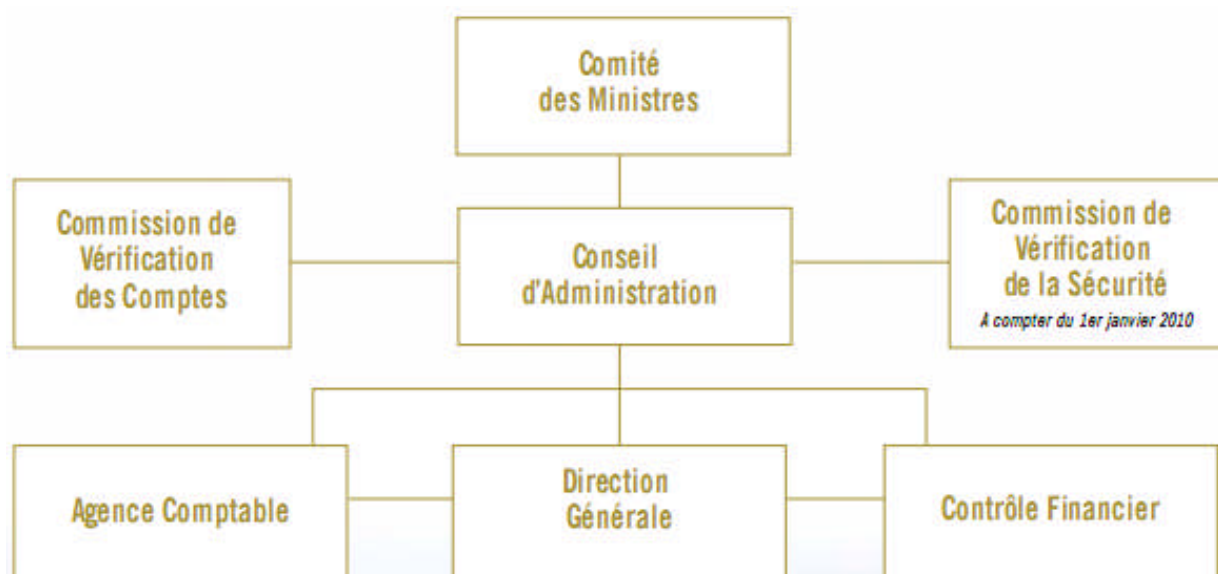 Comité
des Ministres
Commission de
Vérification
des Comptes
Conseil
d'Administration
Commission de
Vérification
de la Sécurité
A compter du 1er janvier 2010
Agence Comptable
Direction
Générale
Contrôle Financier